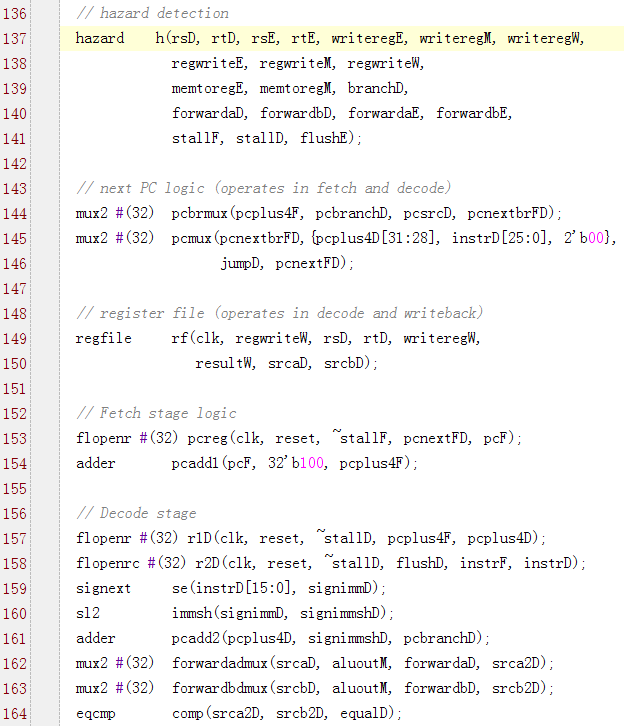 136 // hazard detection
137 hazard h(rsD, rtD, rsE, rtE, writeregE, writeregM, writeregW,
138 regwriteE, regwriteM, regwriteW,
139 memtoregE, memtoregM, branchD,
140 forwardaD, forwardbD, forwardaE, forwardbE,
141 stallF, stallD, flushE);
142
143 // next PC logic (operates in fetch and decode)
144 mux2 #(32) pcbrmux(pcplus4F, pcbranchD, pcsrcD, pcnextbrFD);
145 mux2 #(32) pcmux(pcnextbrFD, {pcplus4D[31:28], instrD[25:0], 2'b00},
146 jumpD, pcnextFD);
147
148 // register file (operates in decode and writeback)
149 regfile rf(clk, regwriteW, rsD, rtD, writeregW,
150 resultW, srcaD, srcbD);
151
152 // Fetch stage logic
153 flopenr #(32) pcreg(clk, reset, ~stallF, pcnextFD, pcF);
154 adder pcadd1(pcF, 32'b100, pcplus4F);
155
156 // Decode stage
157 flopenr #(32) r1D(clk, reset, ~stallD, pcplus4F, pcplus4D);
158 flopenrc #(32) r2D(clk, reset, ~stallD, flushD, instrF, instrD);
159 signext se(instrD[15:0], signimmD);
160 sl2 immsh(signimmD, signimmshD);
161 adder pcadd2(pcplus4D, signimmshD, pcbranchD);
162 mux2 #(32) forwardadmux(srcaD, aluoutM, forwardaD, srca2D);
163 mux2 #(32) forwardbdmux(srcbD, aluoutM, forwardbD, srcb2D);
164 eqcmp comp(srca2D, srcb2D, equalD);